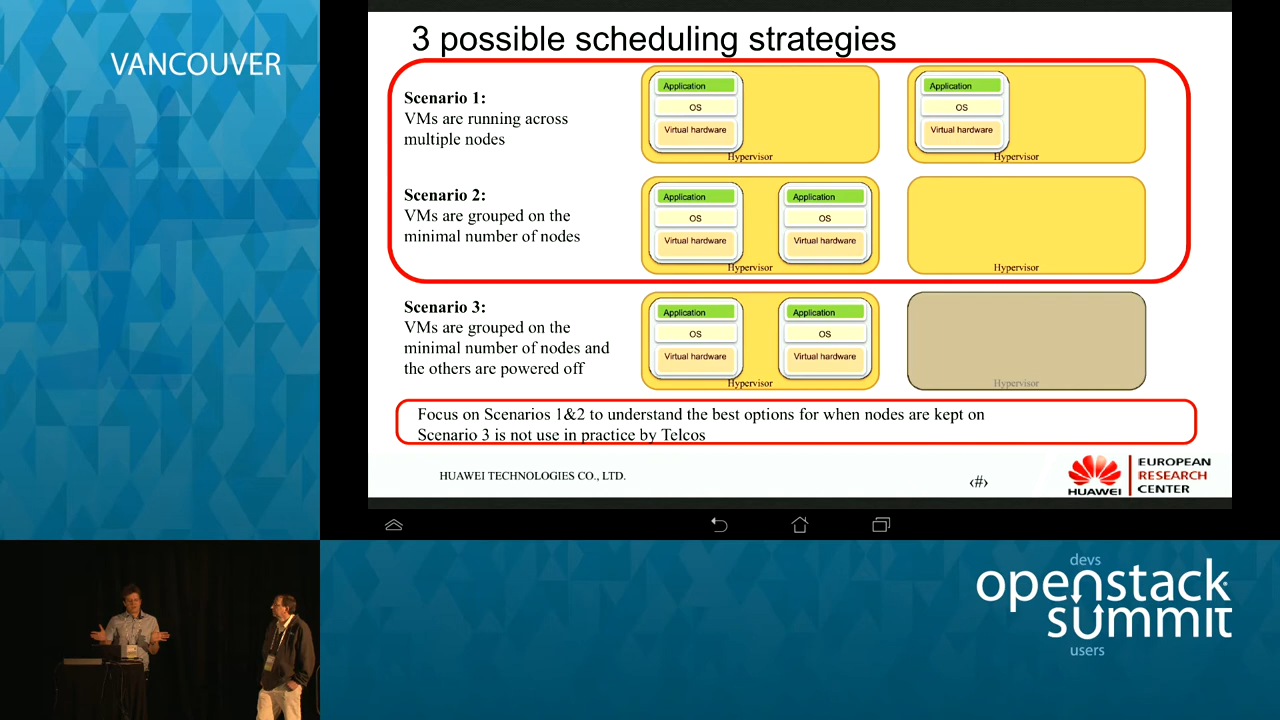 VANCOUVER
3 possible scheduling strategies
Scenario 1:
VMs are running across
multiple nodes
Application
OS
Virtual hardware
Hypervisor
Application
OS
Virtual hardware
Hypervisor
Scenario 2:
VMs are grouped on the
minimal number of nodes
Application
OS
Virtual hardware
Application
OS
Virtual hardware
Hypervisor
Hypervisor
Scenario 3:
VMs are grouped on the
minimal number of nodes and
the others are powered off
Application
OS
Virtual hardware
Application
OS
Virtual hardware
Hypervisor
Hypervisor
Focus on Scenarios 1&2 to understand the best options for when nodes are kept on
Scenario 3 is not use in practice by Telcos
HUAWEI TECHNOLOGIES CO., LTD.
‹#›
HUAWEI
EUROPEAN
RESEARCH
CENTER
devs
openstack
summit
users